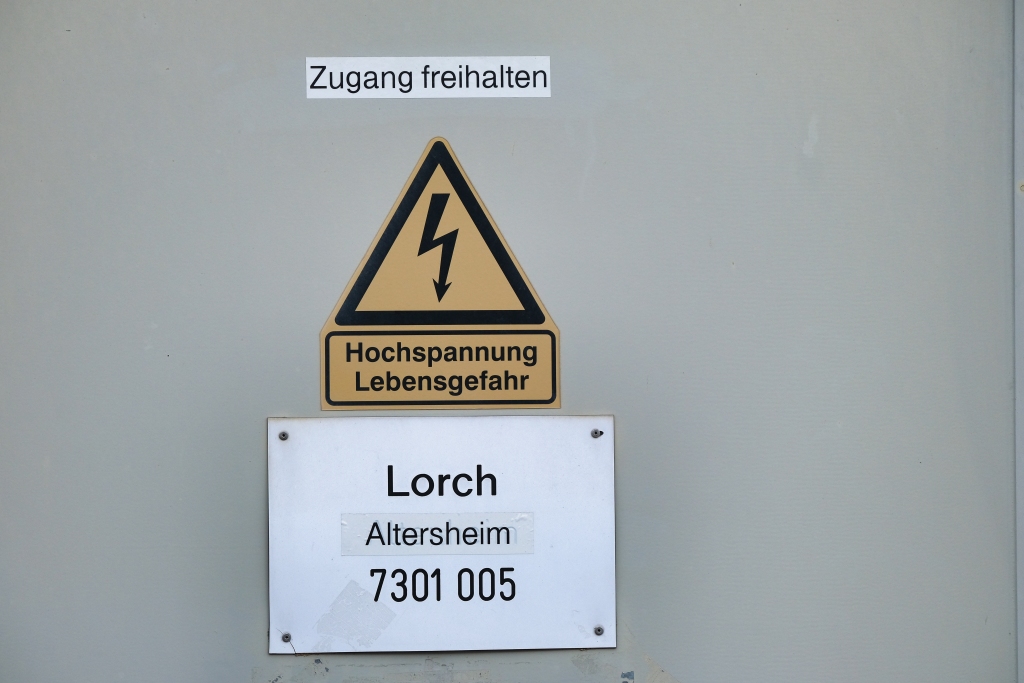 Zugang freihalten
Hochspannung
Lebensgefahr
Lorch
Altersheim
7301 005